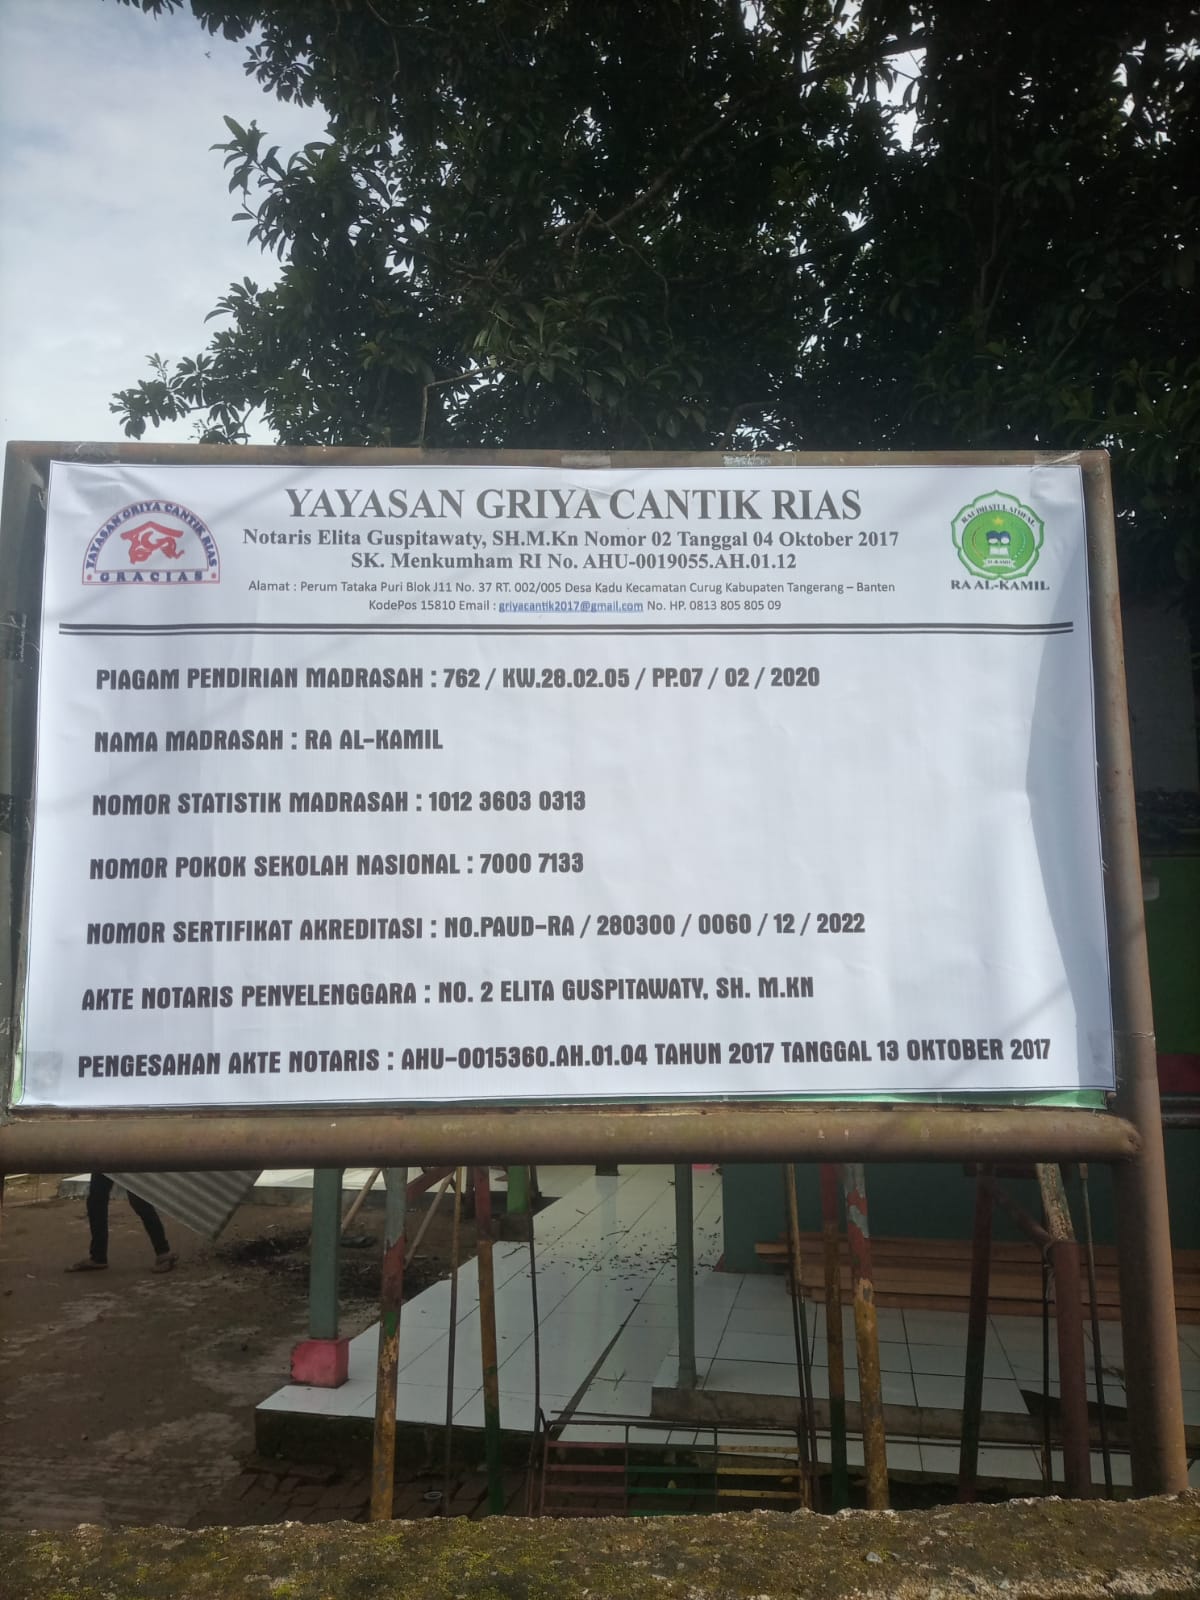 YAYASAN GRIYA CANTIK RIAS
Notaris Elita Guspitawaty, SH.M.Kn Nomor 02 Tanggal 04 Oktober 2017
SK. Menkumham RI No. AHU-0019055.AH.01.12
Alamat : Perum Tataka Puri Blok J11 No. 37 RT. 002/005 Desa Kadu Kecamatan Curug Kabupaten Tangerang – Banten
KodePos 15810 Email : griyacantik2017@gmail.com No. HP. 0813 805 805 09
YAYASAN GRIYA CANTIK RIAS
GRACIAS
RAUDHATUL ATHFAL
AL-KAMIL
RA AL-KAMIL
PIAGAM PENDIRIAN MADRASAH : 762 / KW.28.02.05 / PP.07 / 02 / 2020
NAMA MADRASAH : RA AL-KAMIL
NOMOR STATISTIK MADRASAH : 1012 3603 0313
NOMOR POKOK SEKOLAH NASIONAL : 7000 7133
NOMOR SERTIFIKAT AKREDITASI : NO.PAUD-RA / 280300 / 0060 / 12 / 2022
AKTE NOTARIS PENYELENGGARA : NO. 2 ELITA GUSPITAWATY, SH. M.KN
PENGESAHAN AKTE NOTARIS : AHU-0015360.AH.01.04 TAHUN 2017 TANGGAL 13 OKTOBER 2017